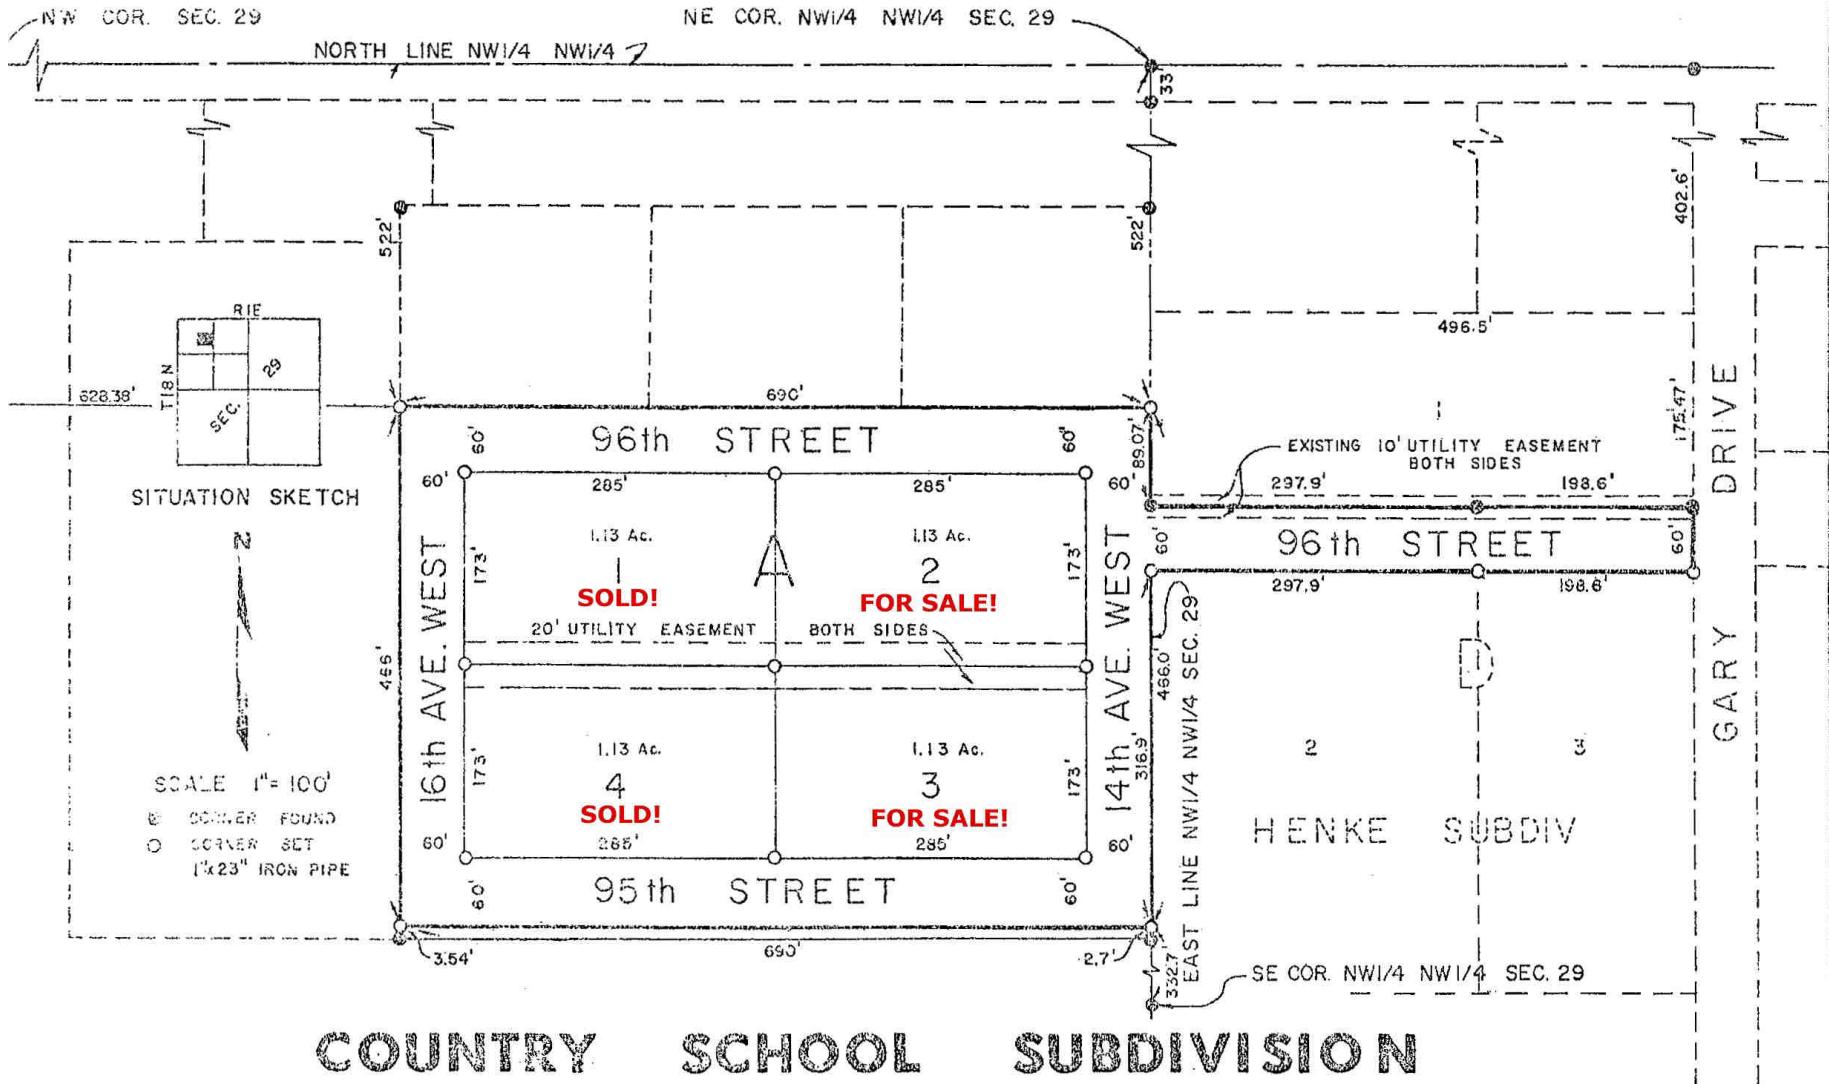 NW COR. SEC. 29
NE COR. NW1/4 NW1/4 SEC. 29
NORTH LINE NW1/4 NW1/4
33'
522'
522'
402.6'
496.5'
R1E
T18N
SEC. 29
628.38'
SITUATION SKETCH
N
SCALE 1"=100'
CORNER FOUND
CORNER SET
1"x23" IRON PIPE
690'
96th STREET
60'
60'
89.07'
175.47'
EXISTING 10' UTILITY EASEMENT
BOTH SIDES
60'
285'
285'
60'
297.9'
198.6'
1.13 Ac.
1
SOLD!
A
1.13 Ac.
2
FOR SALE!
173'
173'
60'
96th STREET
60'
297.9'
198.6'
20' UTILITY EASEMENT BOTH SIDES
16th AVE. WEST
14th AVE. WEST
466'
466.0'
316.9'
EAST LINE NW1/4 NW1/4 SEC. 29
GARY DRIVE
D
2
3
HENKE SUBDIV
1.13 Ac.
4
SOLD!
1.13 Ac.
3
FOR SALE!
173'
173'
60'
285'
285'
60'
60'
95th STREET
60'
3.54'
690'
2.7'
332.7'
SE COR. NW1/4 NW1/4 SEC. 29
COUNTRY SCHOOL SUBDIVISION